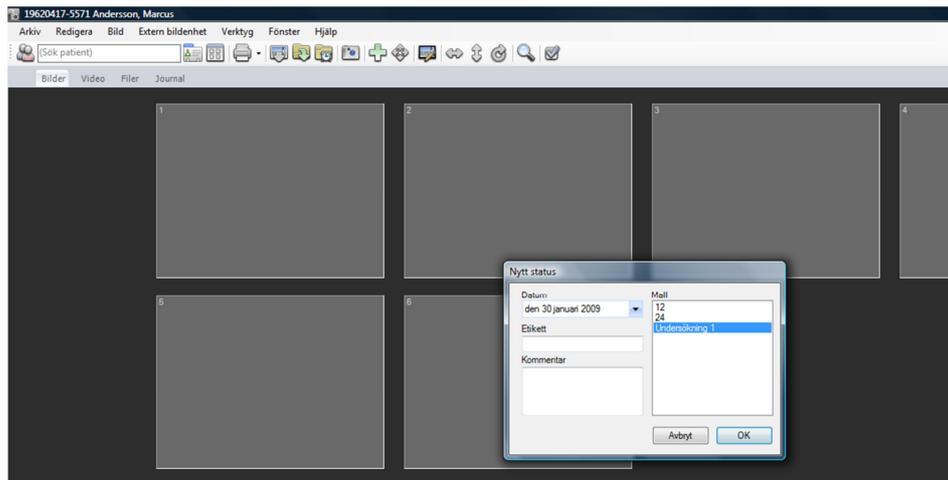 19620417-5571 Andersson, Marcus
Arkiv Redigera Bild Extern bildenhet Verktyg Fönster Hjälp
(Sök patient)
Bilder Video Filer Journal
1 2 3 4
5 6
Nytt status
Datum
den 30 januari 2009
Etikett
Kommentar
Mall
12
24
Undersökning 1
Avbryt OK